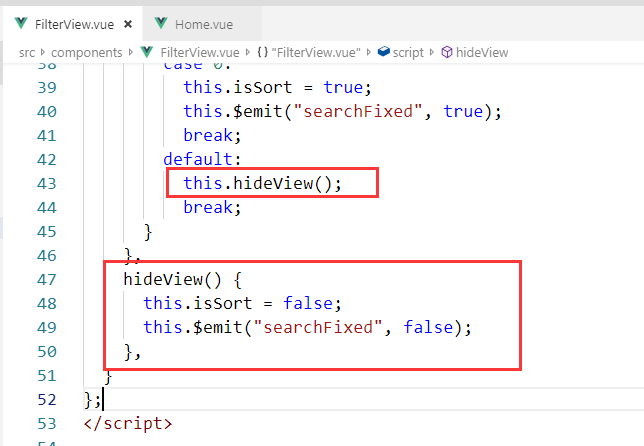 FilterView.vue × Home.vue
src > components > FilterView.vue > {} "FilterView.vue" > script > hideView
38 case 0:
39 this.isSort = true;
40 this.$emit("searchFixed", true);
41 break;
42 default:
43 this.hideView();
44 break;
45 }
46 },
47 hideView() {
48 this.isSort = false;
49 this.$emit("searchFixed", false);
50 },
51 }
52 };
53 </script>
54